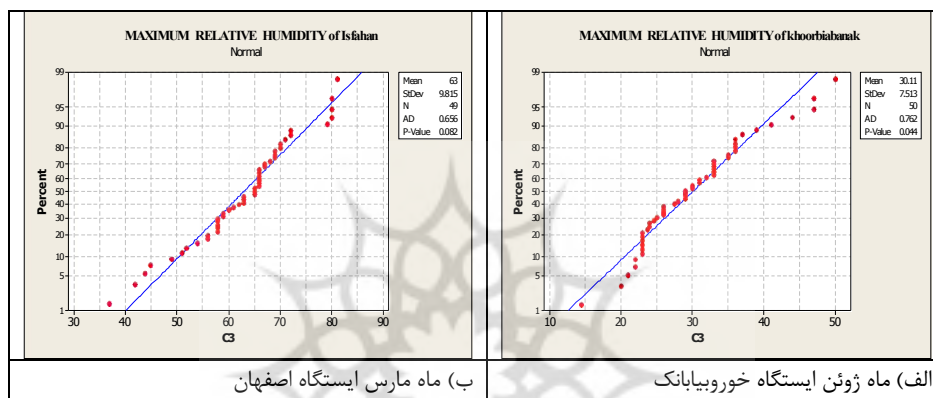 MAXIMUM RELATIVE HUMIDITY of Isfahan
Normal
Percent
99
95
90
80
70
60
50
40
30
20
10
5
1
30
50
60
70
80
90
C3
Mean 63
StDev 9.815
N 49
AD 0.656
P-Value 0.082
MAXIMUM RELATIVE HUMIDITY of khoorbiabanak
Normal
Percent
99
95
90
80
70
60
50
40
30
20
10
5
1
10
20
30
40
50
C3
Mean 30.11
StDev 7.513
N 50
AD 0.762
P-Value 0.044
الف) ماه ژوئن ایستگاه خوروبیابانک
ب) ماه مارس ایستگاه اصفهان